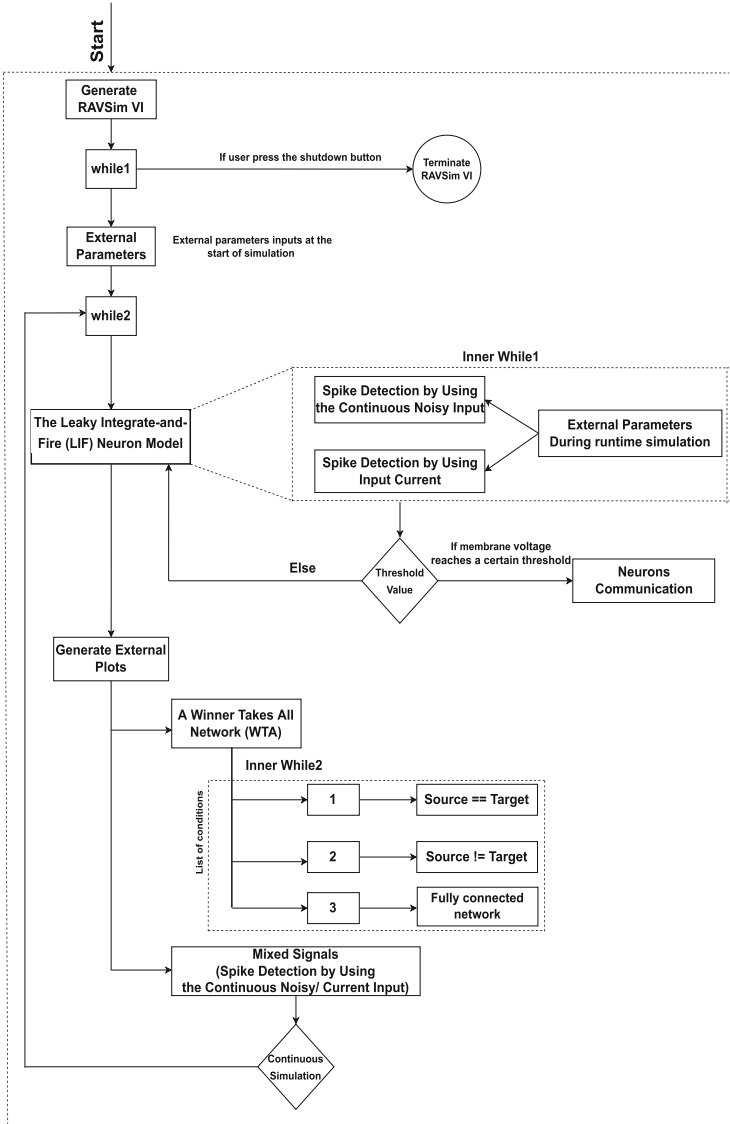 Start
Generate
RAVSim VI
while1
If user press the shutdown button
Terminate
RAVSim VI
External
Parameters
External parameters inputs at the
start of simulation
while2
Inner While1
The Leaky Integrate-and-
Fire (LIF) Neuron Model
Spike Detection by Using
the Continuous Noisy Input
External Parameters
During runtime simulation
Spike Detection by Using
Input Current
Else
Threshold
Value
If membrane voltage
reaches a certain threshold
Neurons
Communication
Generate External
Plots
A Winner Takes All
Network (WTA)
Inner While2
List of conditions
1
Source == Target
2
Source != Target
3
Fully connected
network
Mixed Signals
(Spike Detection by Using
the Continuous Noisy/ Current Input)
Continuous
Simulation